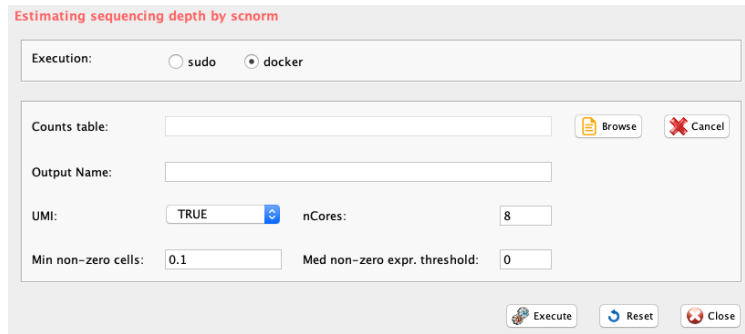 Estimating sequencing depth by scnorm
Execution: sudo docker
Counts table: Browse Cancel
Output Name:
UMI: TRUE nCores: 8
Min non-zero cells: 0.1 Med non-zero expr. threshold: 0
Execute Reset Close